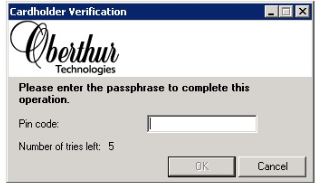 Cardholder Verification
Oberthur
Technologies
Please enter the passphrase to complete this
operation.
Pin code:
Number of tries left: 5
OK
Cancel